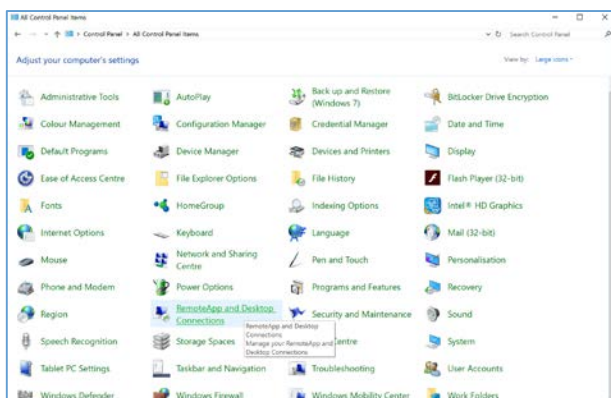 All Control Panel Items
Control Panel > All Control Panel Items
Search Control Panel
Adjust your computer's settings
View by: Large icons
Administrative Tools
AutoPlay
Back up and Restore
(Windows 7)
BitLocker Drive Encryption
Colour Management
Configuration Manager
Credential Manager
Date and Time
Default Programs
Device Manager
Devices and Printers
Display
Ease of Access Centre
File Explorer Options
File History
Flash Player (32-bit)
Fonts
HomeGroup
Indexing Options
Intel® HD Graphics
Internet Options
Keyboard
Language
Mail (32-bit)
Mouse
Network and Sharing
Centre
Pen and Touch
Personalisation
Phone and Modem
Power Options
Programs and Features
Recovery
Region
RemoteApp and Desktop
Connections
Security and Maintenance
Sound
RemoteApp and Desktop
Connections
Manage your RemoteApp and
Desktop Connections
Speech Recognition
Storage Spaces
Centre
System
Tablet PC Settings
Taskbar and Navigation
Troubleshooting
User Accounts
Windows Defender
Windows Firewall
Windows Mobility Center
Work Folders